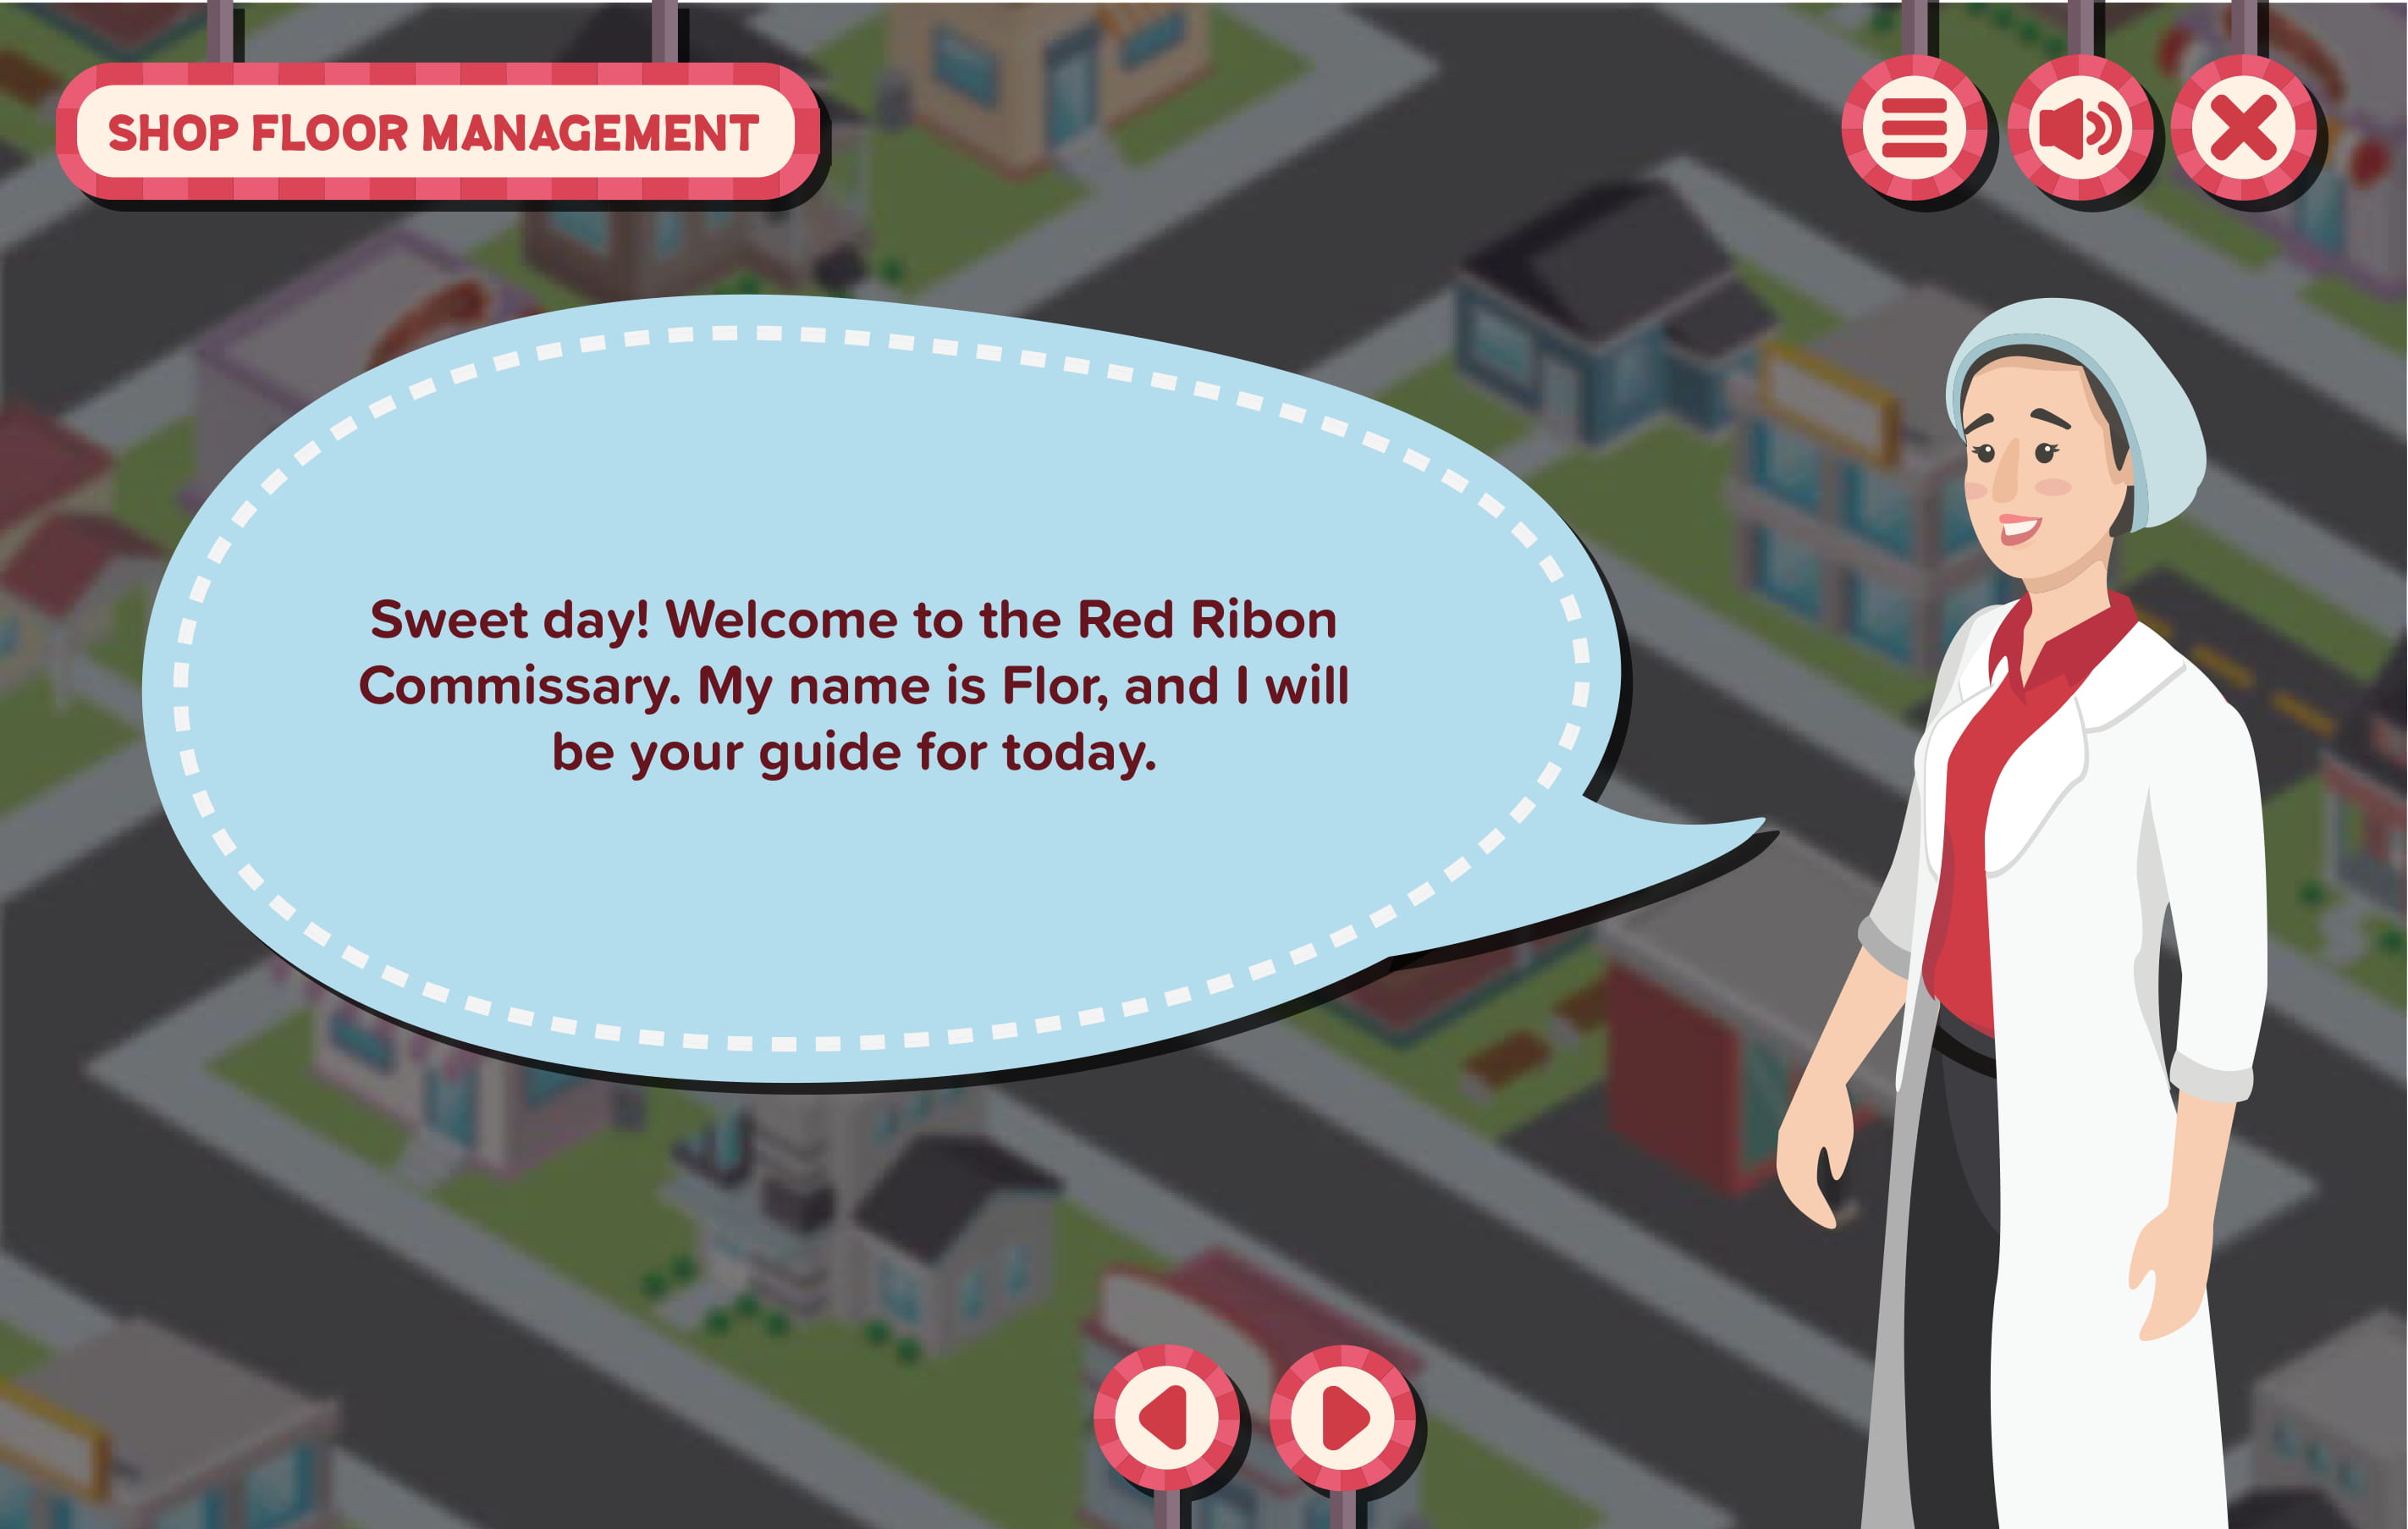 SHOP FLOOR MANAGEMENT
Sweet day! Welcome to the Red Ribon
Commissary. My name is Flor, and I will
be your guide for today.